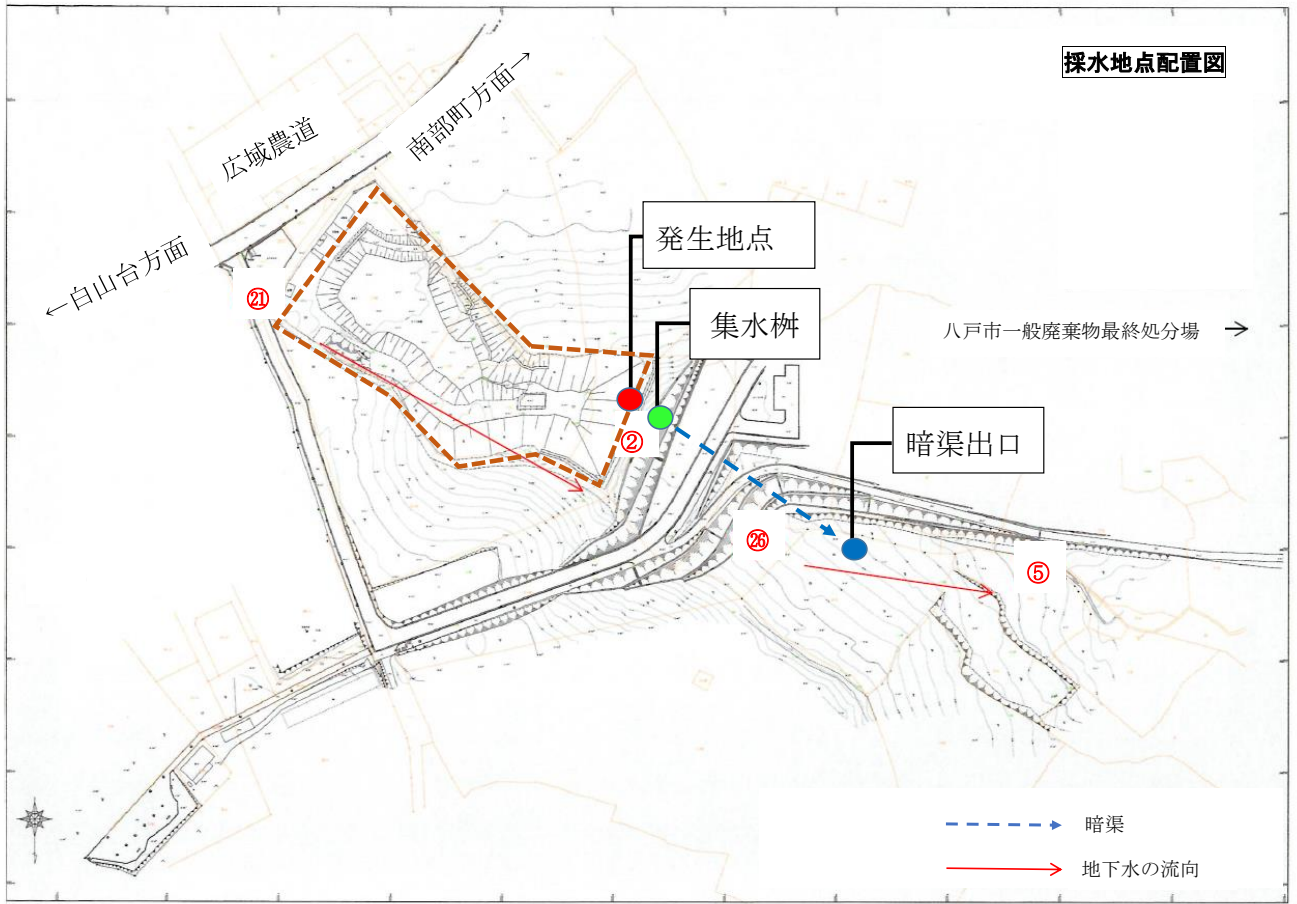 採水地点配置図
南部町方面→
広域農道
←白山台方面
発生地点
集水桝
㉑
八戸市一般廃棄物最終処分場 →
暗渠出口
②
㉖
⑤
暗渠
地下水の流向